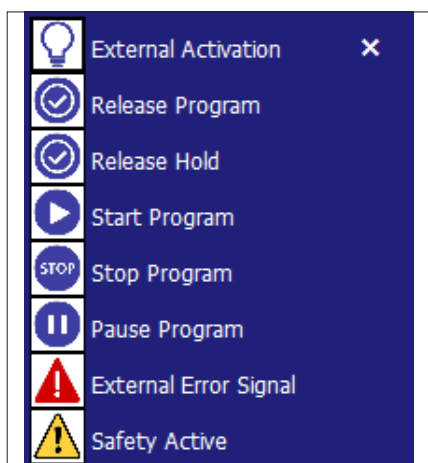 External Activation ✕
Release Program
Release Hold
Start Program
STOP Stop Program
Pause Program
External Error Signal
Safety Active